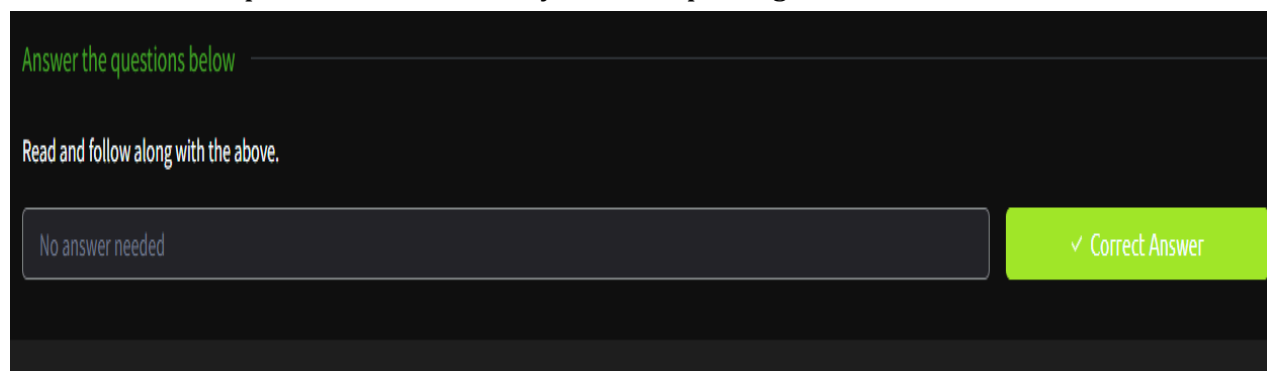 Answer the questions below
Read and follow along with the above.
No answer needed
✓ Correct Answer